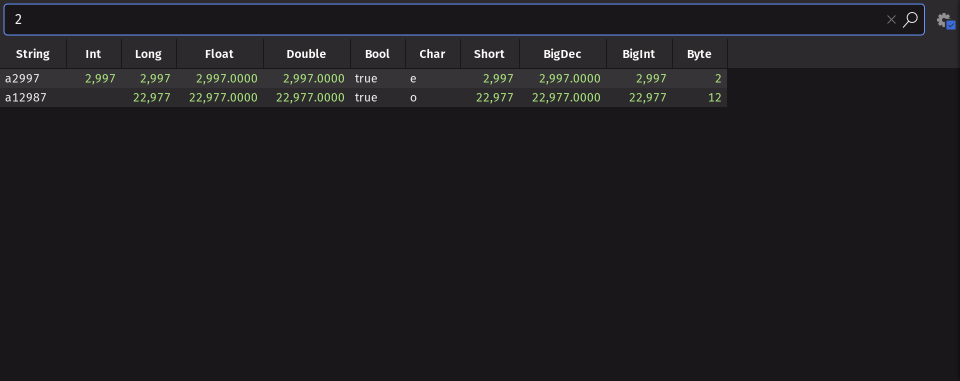 2
String Int Long Float Double Bool Char Short BigDec BigInt Byte
a2997 2,997 2,997 2,997.0000 2,997.0000 true e 2,997 2,997.0000 2,997 2
a12987 22,977 22,977.0000 22,977.0000 true o 22,977 22,977.0000 22,977 12